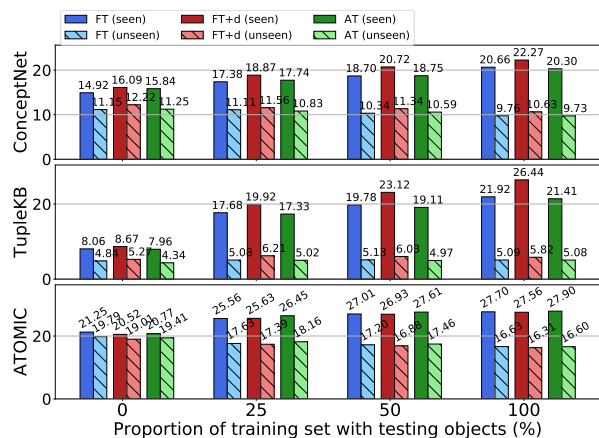 FT (seen) FT+d (seen) AT (seen)
FT (unseen) FT+d (unseen) AT (unseen)
ConceptNet
20
10
0
14.92 11.15 16.09 12.22 15.84 11.25
17.38 11.11 18.87 11.56 17.74 10.83
18.70 10.34 20.72 11.34 18.75 10.59
20.66 9.76 22.27 10.63 20.30 9.73
TupleKB
20
0
8.06 4.84 8.67 5.27 7.96 4.34
17.68 5.08 19.92 6.21 17.33 5.02
19.78 5.13 23.12 6.03 19.11 4.97
21.92 5.09 26.44 5.82 21.41 5.08
ATOMIC
20
0
21.25 19.79 20.52 19.01 20.77 19.41
25.56 17.65 25.63 17.39 26.45 18.16
27.01 17.20 26.93 16.88 27.61 17.46
27.70 16.63 27.56 16.31 27.90 16.60
0 25 50 100
Proportion of training set with testing objects (%)